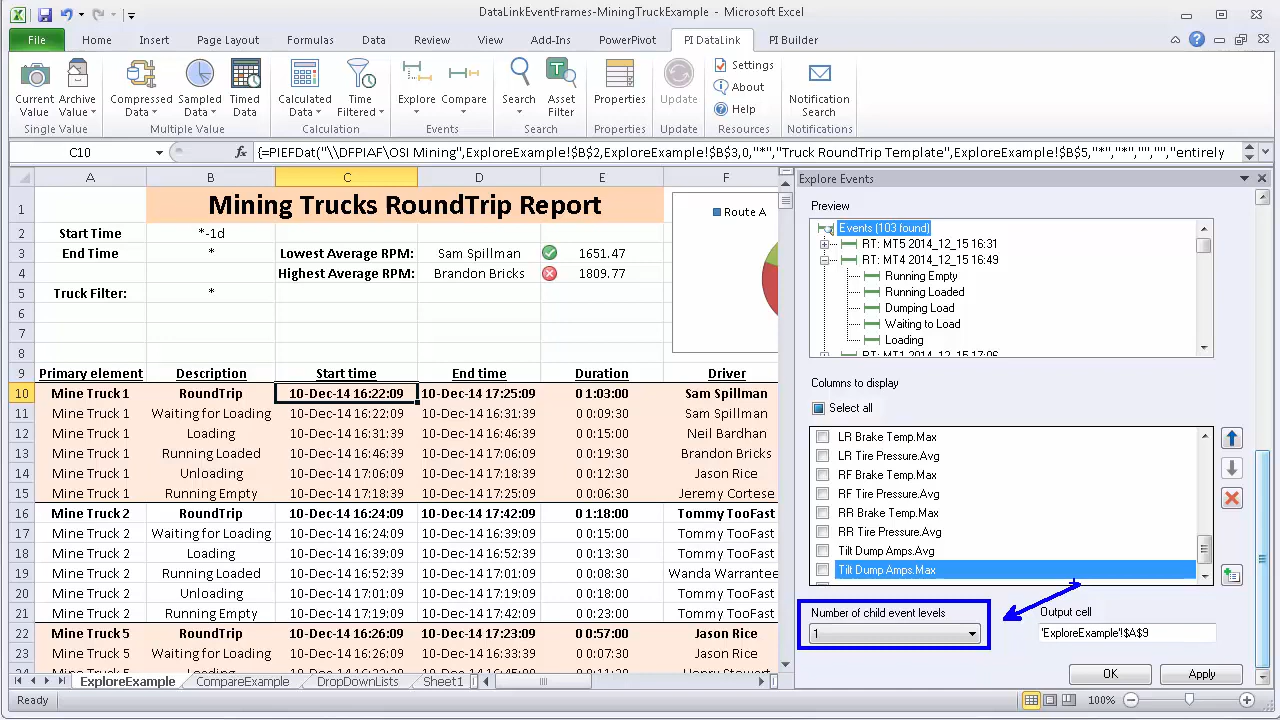 DataLinkEventFrames-MiningTruckExample - Microsoft Excel
File Home Insert Page Layout Formulas Data Review View Add-Ins PowerPivot PI DataLink PI Builder
Current Value
Archive Value
Compressed Data
Sampled Data
Timed Data
Calculated Data
Time Filtered
Explore
Compare
Search
Asset Filter
Properties
Update
Settings
About
Help
Notification Search
Single Value Multiple Value Calculation Events Search Properties Update Resources Notifications
C10 fx {=PIEFDat("\\DFPIAF\OSI Mining",ExploreExample!$B$2,ExploreExample!$B$3,0,"*","Truck RoundTrip Template",ExploreExample!$B$5,"*","*","","","entirely
A B C D E F
1 Mining Trucks RoundTrip Report
2 Start Time *-1d
3 End Time * Lowest Average RPM: Sam Spillman 1651.47
4 Highest Average RPM: Brandon Bricks 1809.77
5 Truck Filter: *
6
7
8
Route A
9 Primary element Description Start time End time Duration Driver
10 Mine Truck 1 RoundTrip 10-Dec-14 16:22:09 10-Dec-14 17:25:09 0 1:03:00 Sam Spillman
11 Mine Truck 1 Waiting for Loading 10-Dec-14 16:22:09 10-Dec-14 16:31:39 0 0:09:30 Sam Spillman
12 Mine Truck 1 Loading 10-Dec-14 16:31:39 10-Dec-14 16:46:39 0 0:15:00 Neil Bardhan
13 Mine Truck 1 Running Loaded 10-Dec-14 16:46:39 10-Dec-14 17:06:09 0 0:19:30 Brandon Bricks
14 Mine Truck 1 Unloading 10-Dec-14 17:06:09 10-Dec-14 17:18:39 0 0:12:30 Jason Rice
15 Mine Truck 1 Running Empty 10-Dec-14 17:18:39 10-Dec-14 17:25:09 0 0:06:30 Jeremy Cortese
16 Mine Truck 2 RoundTrip 10-Dec-14 16:24:09 10-Dec-14 17:42:09 0 1:18:00 Tommy TooFast
17 Mine Truck 2 Waiting for Loading 10-Dec-14 16:24:09 10-Dec-14 16:39:09 0 0:15:00 Tommy TooFast
18 Mine Truck 2 Loading 10-Dec-14 16:39:09 10-Dec-14 16:52:39 0 0:13:30 Tommy TooFast
19 Mine Truck 2 Running Loaded 10-Dec-14 16:52:39 10-Dec-14 17:01:09 0 0:08:30 Wanda Warrantee
20 Mine Truck 2 Unloading 10-Dec-14 17:01:09 10-Dec-14 17:19:09 0 0:18:00 Tommy TooFast
21 Mine Truck 2 Running Empty 10-Dec-14 17:19:09 10-Dec-14 17:42:09 0 0:23:00 Tommy TooFast
22 Mine Truck 5 RoundTrip 10-Dec-14 16:26:09 10-Dec-14 17:23:09 0 0:57:00 Jason Rice
23 Mine Truck 5 Waiting for Loading 10-Dec-14 16:26:09 10-Dec-14 16:37:39 0 0:11:30 Jason Rice
ExploreExample CompareExample DropDownLists Sheet1
Ready 100%
Explore Events
Preview
Events (103 found)
RT: MT5 2014_12_15 16:31
RT: MT4 2014_12_15 16:49
Running Empty
Running Loaded
Dumping Load
Waiting to Load
Loading
RT: MT1 2014_12_15 17:06
Columns to display
Select all
LR Brake Temp.Max
LR Tire Pressure.Avg
RF Brake Temp.Max
RF Tire Pressure.Avg
RR Brake Temp.Max
RR Tire Pressure.Avg
Tilt Dump Amps.Avg
Tilt Dump Amps.Max
Number of child event levels
1
Output cell
'ExploreExample'!$A$9
OK Apply